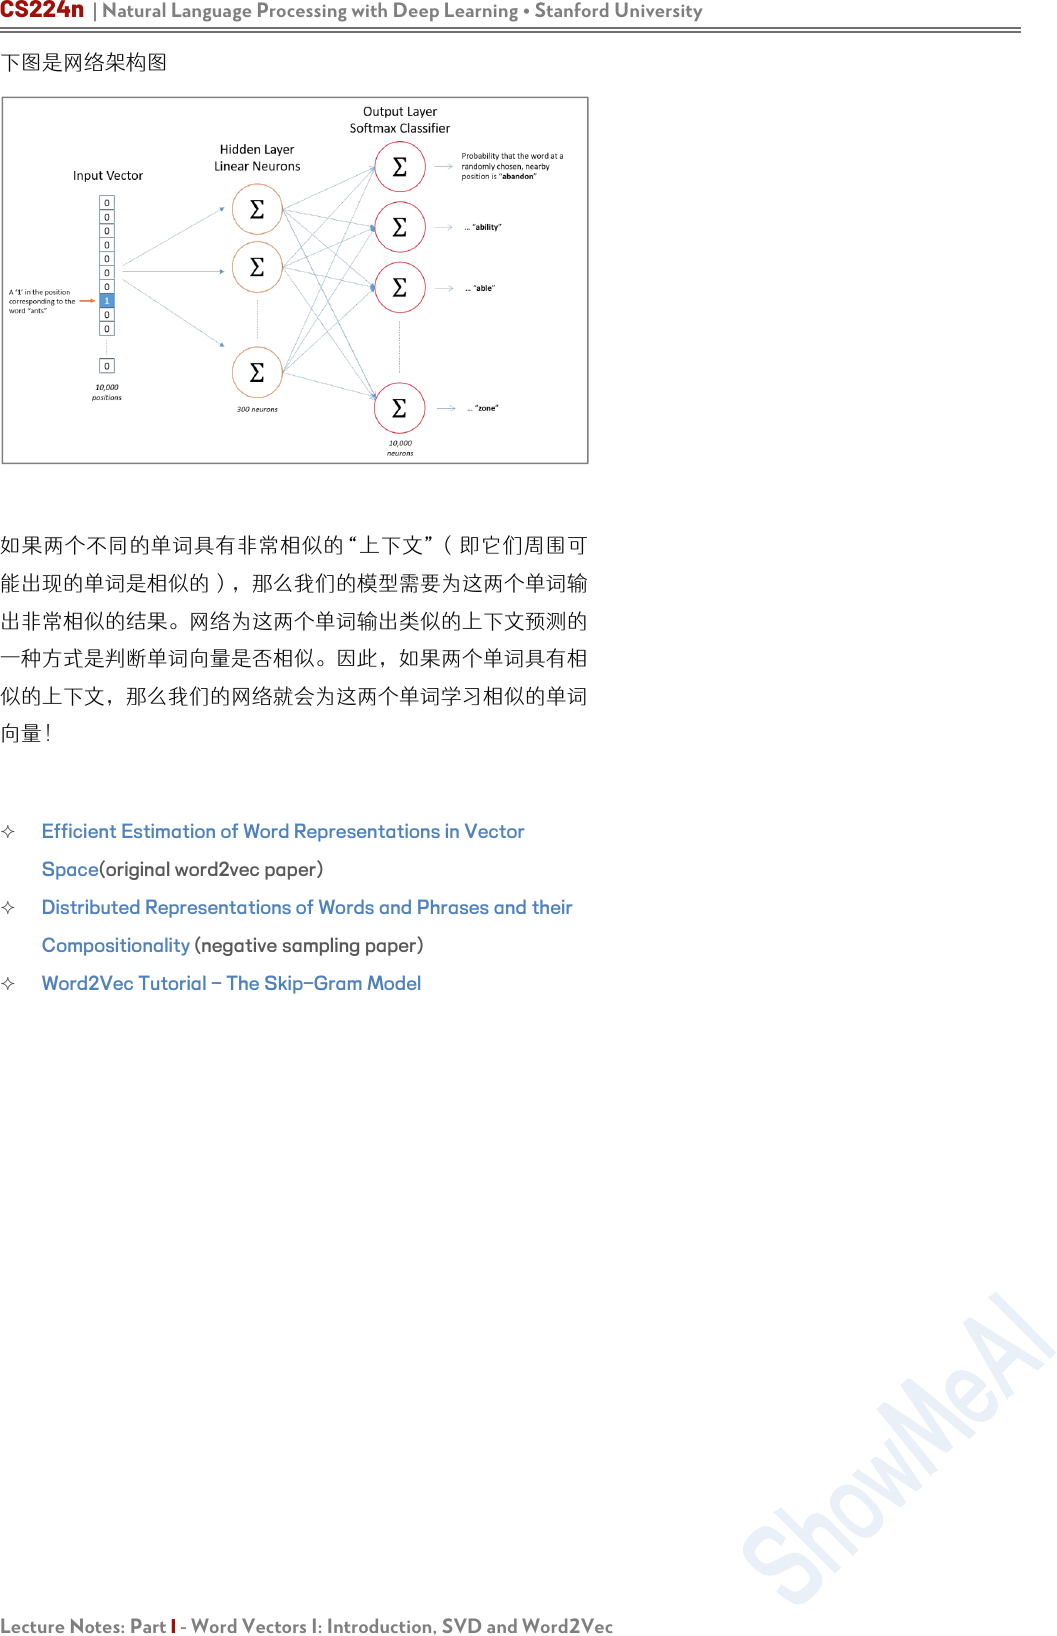 CS224n | Natural Language Processing with Deep Learning • Stanford University
下图是网络架构图
Output Layer
Softmax Classifier
Hidden Layer
Linear Neurons
Input Vector
Σ
Probability that the word at a
randomly chosen, nearby
position is "abandon"
0
0
0
0
0
0
0
1
0
0
0
A '1' in the position
corresponding to the
word "ants"
10,000
positions
Σ
Σ
Σ
300 neurons
Σ
... "ability"
Σ
... "able"
Σ
... "zone"
10,000
neurons
如果两个不同的单词具有非常相似的“上下文”（即它们周围可
能出现的单词是相似的），那么我们的模型需要为这两个单词输
出非常相似的结果。网络为这两个单词输出类似的上下文预测的
一种方式是判断单词向量是否相似。因此，如果两个单词具有相
似的上下文，那么我们的网络就会为这两个单词学习相似的单词
向量！
✧ Efficient Estimation of Word Representations in Vector
Space(original word2vec paper)
✧ Distributed Representations of Words and Phrases and their
Compositionality (negative sampling paper)
✧ Word2Vec Tutorial - The Skip-Gram Model
ShowMeAI
Lecture Notes: Part I - Word Vectors I: Introduction, SVD and Word2Vec